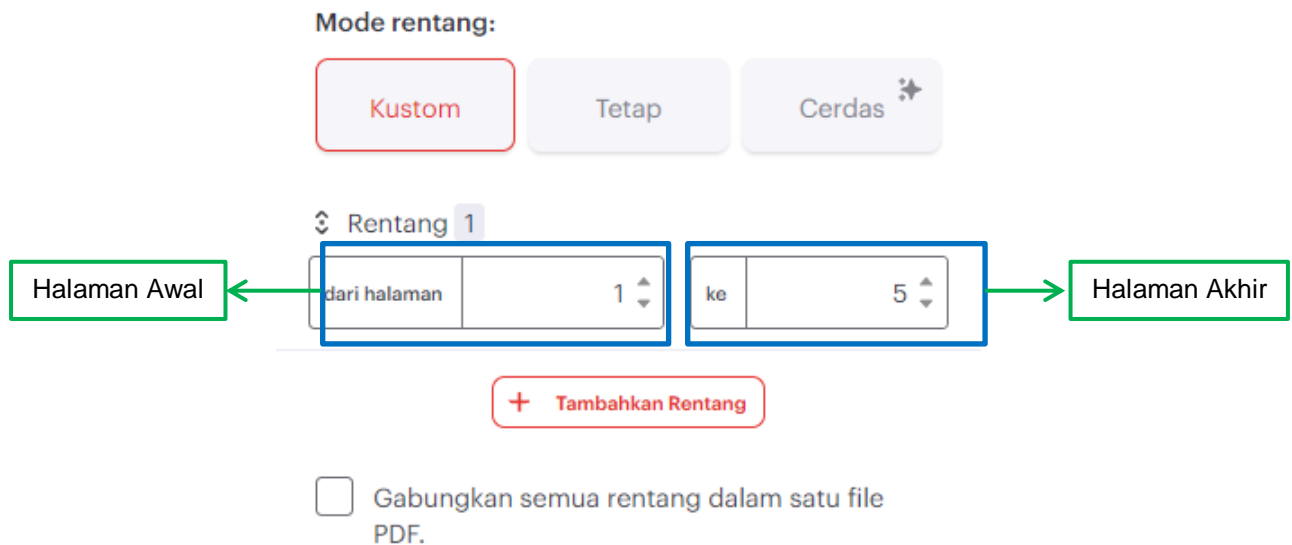 Mode rentang:
Kustom Tetap Cerdas
Rentang 1
Halaman Awal dari halaman 1 ke 5 Halaman Akhir
+ Tambahkan Rentang
Gabungkan semua rentang dalam satu file
PDF.